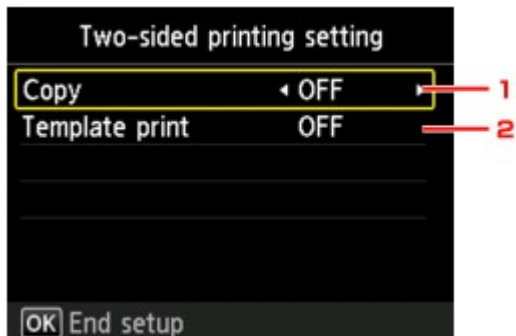 Two-sided printing setting
Copy OFF 1
Template print OFF 2
OK End setup